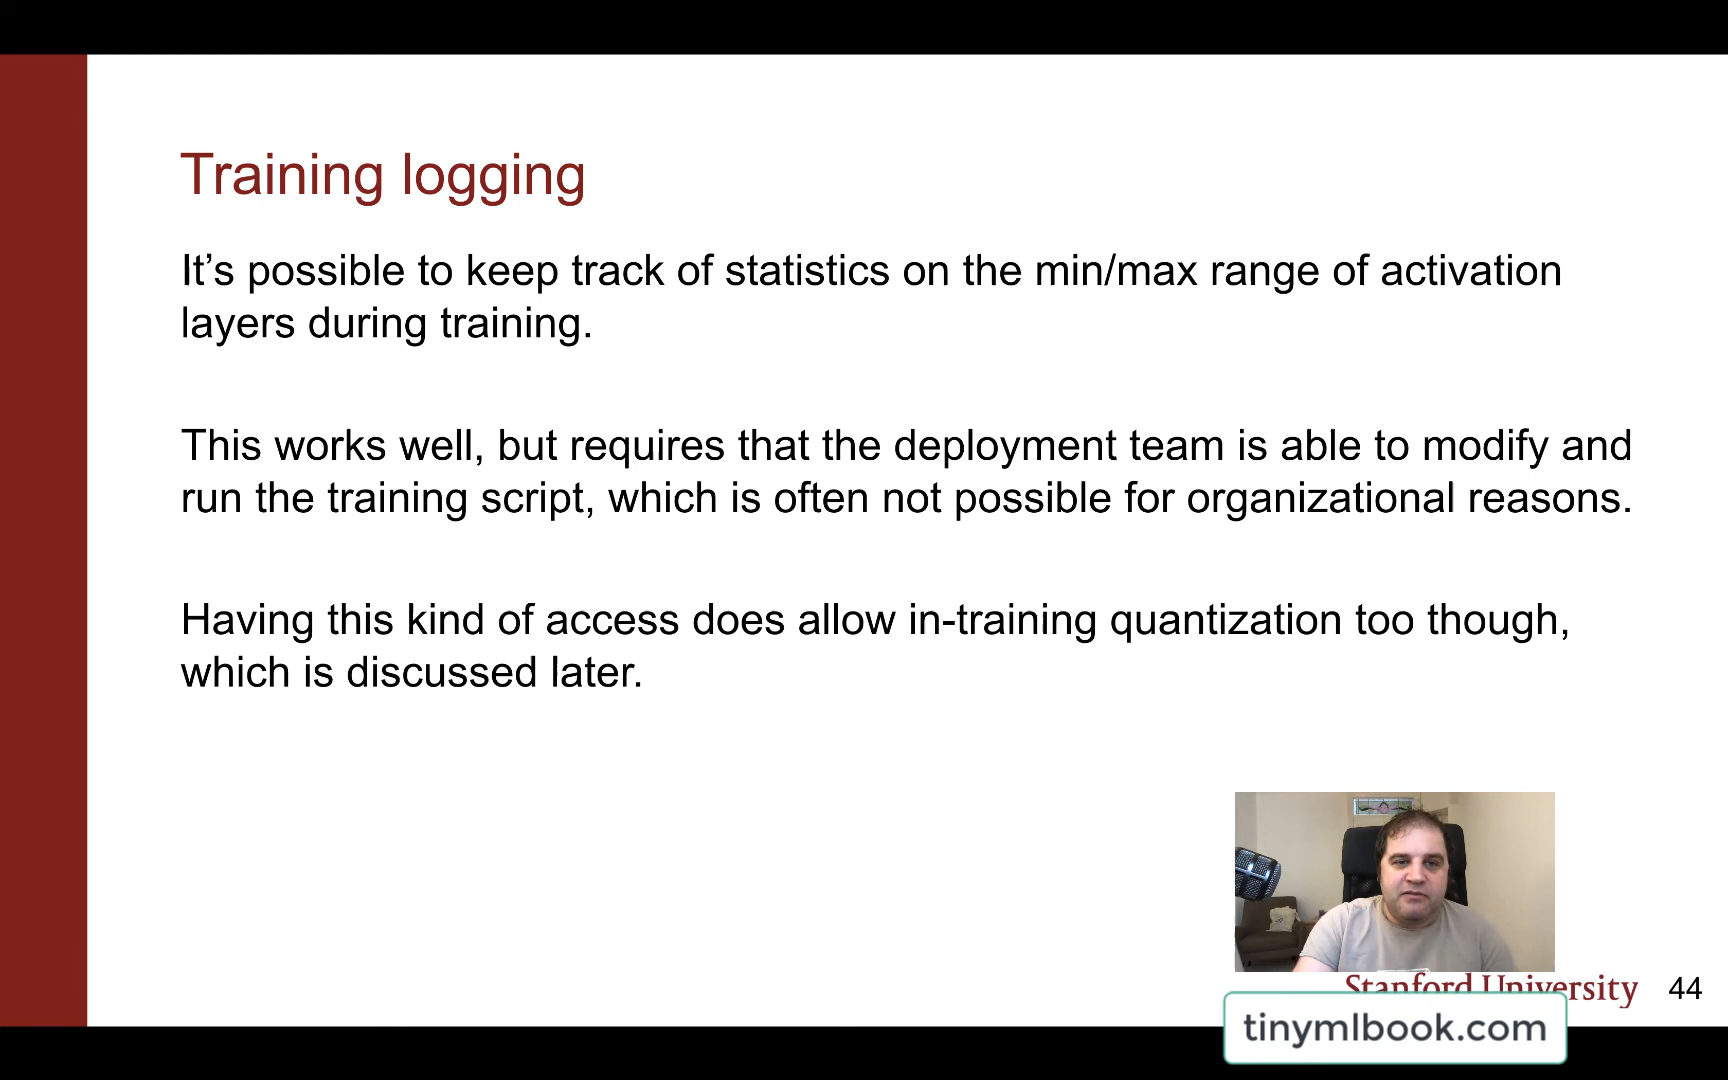 Training logging
It’s possible to keep track of statistics on the min/max range of activation
layers during training.
This works well, but requires that the deployment team is able to modify and
run the training script, which is often not possible for organizational reasons.
Having this kind of access does allow in-training quantization too though,
which is discussed later.
Stanford University 44
tinymlbook.com